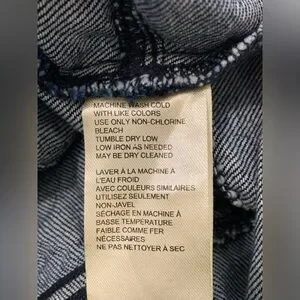 MACHINE WASH COLD
WITH LIKE COLORS
USE ONLY NON-CHLORINE
BLEACH
TUMBLE DRY LOW
LOW IRON AS NEEDED
MAY BE DRY CLEANED
LAVER À LA MACHINE À
L'EAU FROID
AVEC COULEURS SIMILAIRES
UTILISEZ SEULEMENT
NON-JAVEL
SÉCHAGE EN MACHINE À
BASSE TEMPERATURE
FAIBLE COMME FER
NÉCESSAIRES
NE PAS NETTOYER À SEC